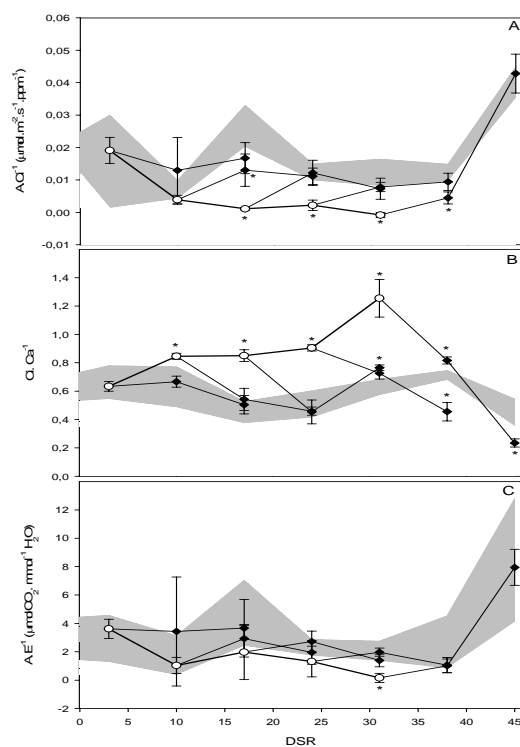 A
0,06
0,05
0,04
0,03
0,02
0,01
0,00
-0,01
A Ci⁻¹ (μmol.m⁻².s⁻¹.ppm⁻¹)
* * * *
B
1,4
1,2
1,0
0,8
0,6
0,4
0,2
0,0
Ci. Ca⁻¹
* * * * * * * *
C
12
10
8
6
4
2
0
-2
A E⁻¹ (μmol CO₂. mmol⁻¹ H₂O)
*
0 5 10 15 20 25 30 35 40 45
DSR